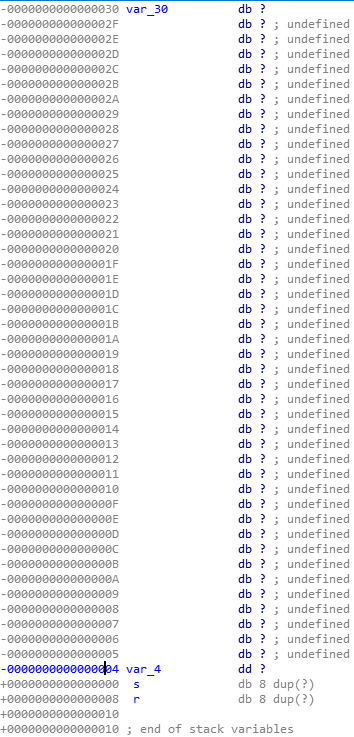 -0000000000000030 var_30 db ?
-000000000000002F db ? ; undefined
-000000000000002E db ? ; undefined
-000000000000002D db ? ; undefined
-000000000000002C db ? ; undefined
-000000000000002B db ? ; undefined
-000000000000002A db ? ; undefined
-0000000000000029 db ? ; undefined
-0000000000000028 db ? ; undefined
-0000000000000027 db ? ; undefined
-0000000000000026 db ? ; undefined
-0000000000000025 db ? ; undefined
-0000000000000024 db ? ; undefined
-0000000000000023 db ? ; undefined
-0000000000000022 db ? ; undefined
-0000000000000021 db ? ; undefined
-0000000000000020 db ? ; undefined
-000000000000001F db ? ; undefined
-000000000000001E db ? ; undefined
-000000000000001D db ? ; undefined
-000000000000001C db ? ; undefined
-000000000000001B db ? ; undefined
-000000000000001A db ? ; undefined
-0000000000000019 db ? ; undefined
-0000000000000018 db ? ; undefined
-0000000000000017 db ? ; undefined
-0000000000000016 db ? ; undefined
-0000000000000015 db ? ; undefined
-0000000000000014 db ? ; undefined
-0000000000000013 db ? ; undefined
-0000000000000012 db ? ; undefined
-0000000000000011 db ? ; undefined
-0000000000000010 db ? ; undefined
-000000000000000F db ? ; undefined
-000000000000000E db ? ; undefined
-000000000000000D db ? ; undefined
-000000000000000C db ? ; undefined
-000000000000000B db ? ; undefined
-000000000000000A db ? ; undefined
-0000000000000009 db ? ; undefined
-0000000000000008 db ? ; undefined
-0000000000000007 db ? ; undefined
-0000000000000006 db ? ; undefined
-0000000000000005 db ? ; undefined
-0000000000000004 var_4 dd ?
+0000000000000000 s db 8 dup(?)
+0000000000000008 r db 8 dup(?)
+0000000000000010
+0000000000000010 ; end of stack variables